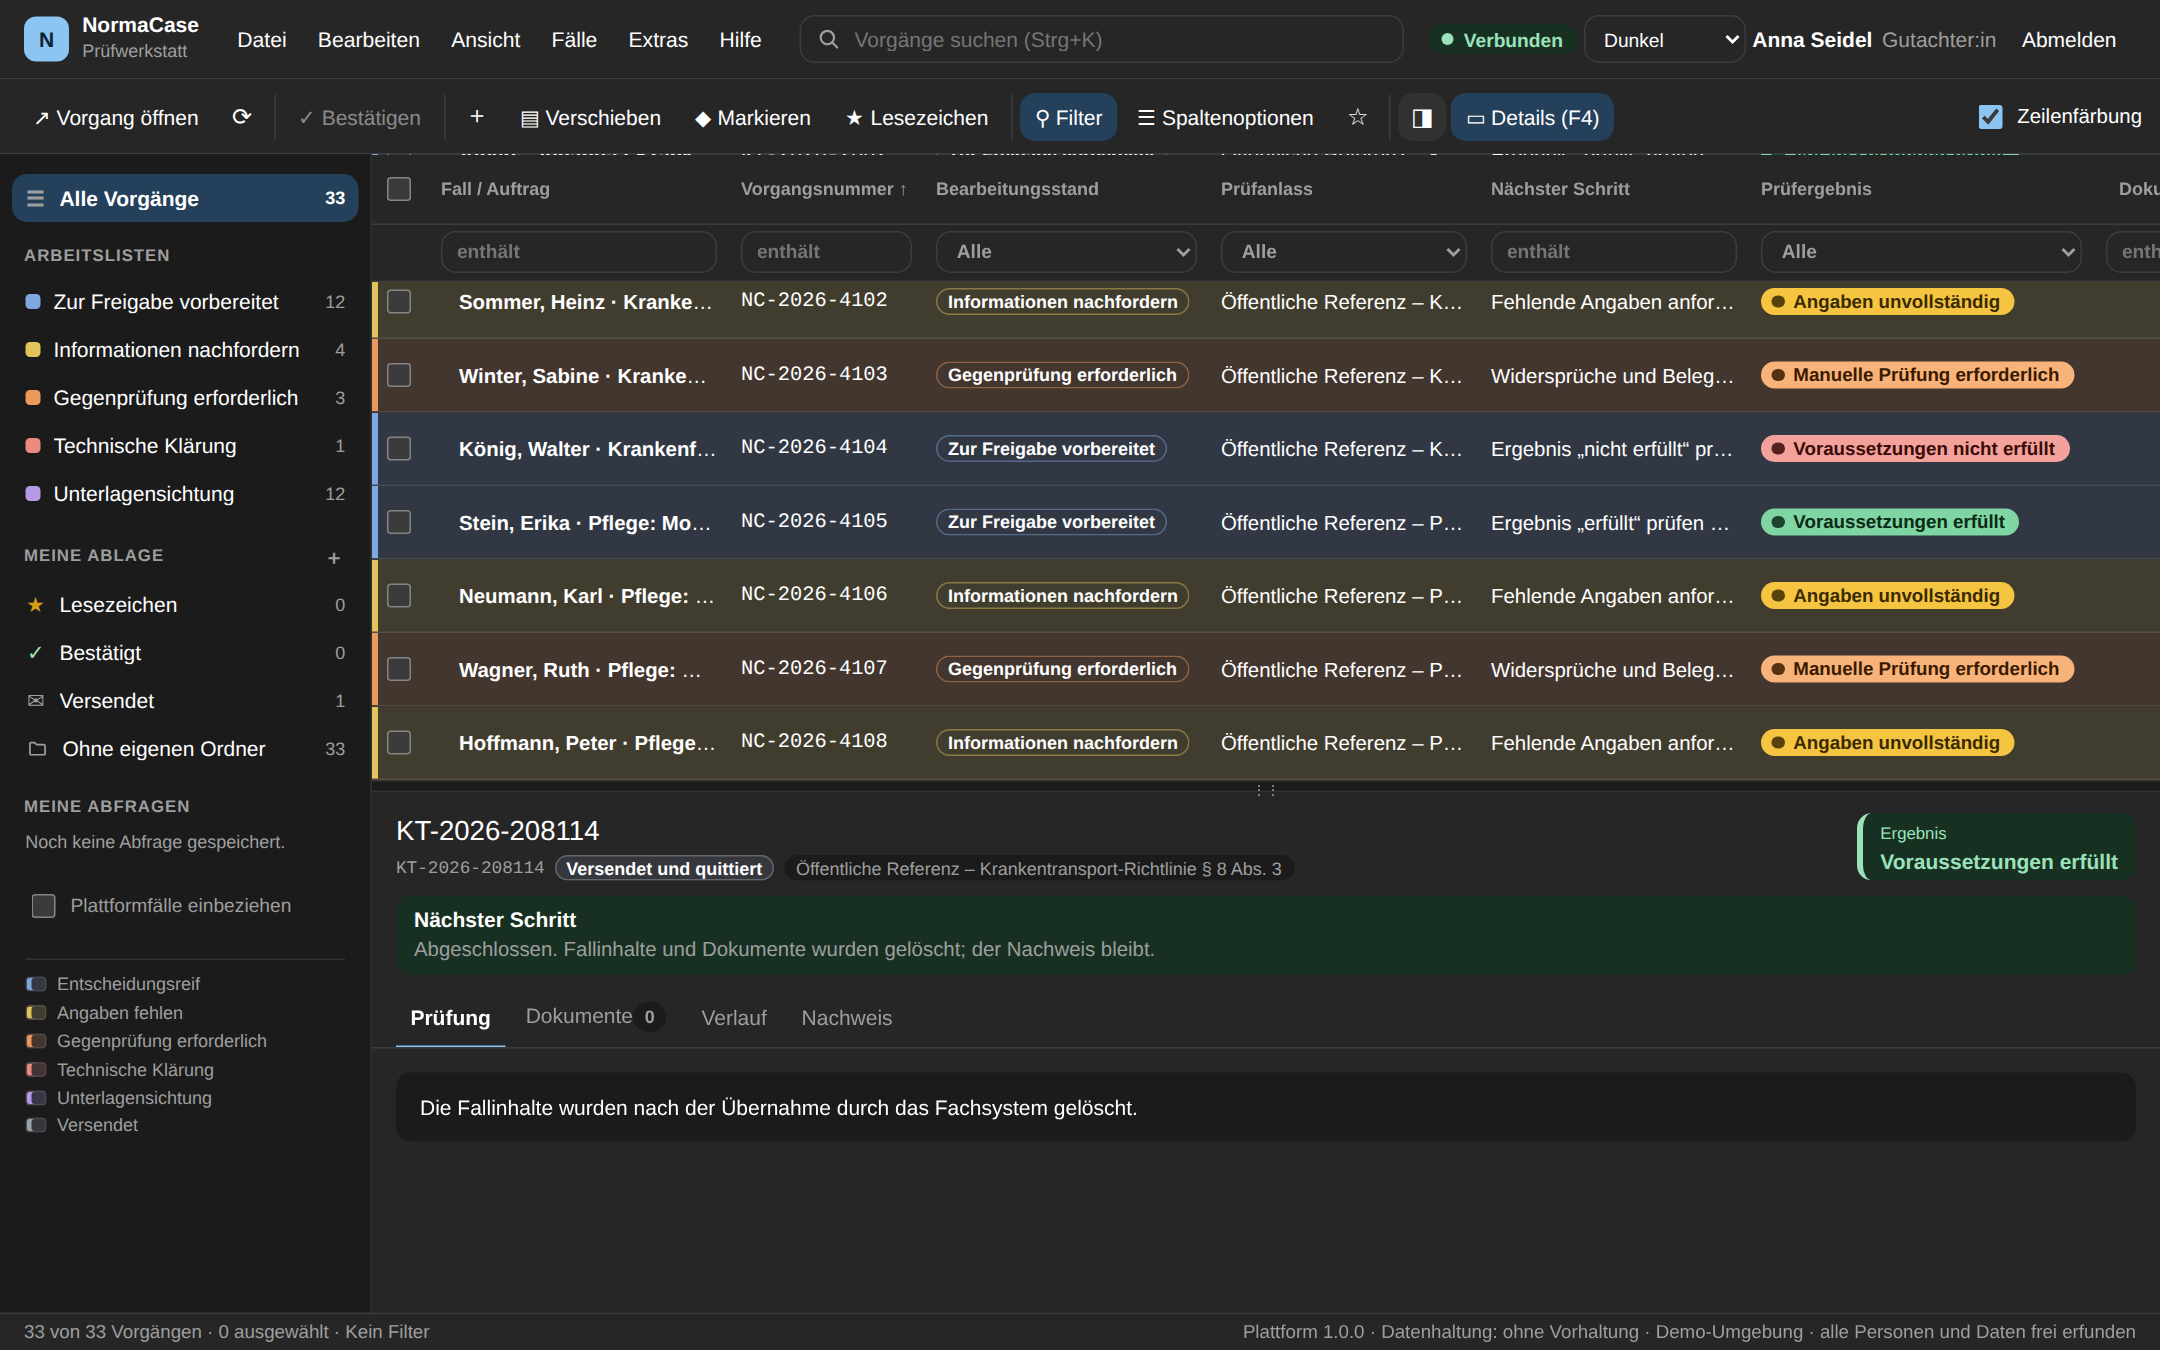 N
NormaCase
Prüfwerkstatt
Datei Bearbeiten Ansicht Fälle Extras Hilfe
Vorgänge suchen (Strg+K)
Verbunden
Dunkel
Anna Seidel Gutachter:in Abmelden
↗ Vorgang öffnen ⟳ ✓ Bestätigen + ▤ Verschieben ◆ Markieren ★ Lesezeichen ⚲ Filter ☰ Spaltenoptionen ☆ ◨ ▭ Details (F4) Zeilenfärbung
☰ Alle Vorgänge 33
ARBEITSLISTEN
Zur Freigabe vorbereitet 12
Informationen nachfordern 4
Gegenprüfung erforderlich 3
Technische Klärung 1
Unterlagensichtung 12
MEINE ABLAGE +
★ Lesezeichen 0
✓ Bestätigt 0
✉ Versendet 1
Ohne eigenen Ordner 33
MEINE ABFRAGEN
Noch keine Abfrage gespeichert.
Plattformfälle einbeziehen
Entscheidungsreif
Angaben fehlen
Gegenprüfung erforderlich
Technische Klärung
Unterlagensichtung
Versendet
Fall / Auftrag Vorgangsnummer ↑ Bearbeitungsstand Prüfanlass Nächster Schritt Prüfergebnis Doku
enthält enthält Alle Alle enthält Alle enth
Sommer, Heinz · Kranke… NC-2026-4102 Informationen nachfordern Öffentliche Referenz – K… Fehlende Angaben anfor… Angaben unvollständig
Winter, Sabine · Kranke… NC-2026-4103 Gegenprüfung erforderlich Öffentliche Referenz – K… Widersprüche und Beleg… Manuelle Prüfung erforderlich
König, Walter · Krankenf… NC-2026-4104 Zur Freigabe vorbereitet Öffentliche Referenz – K… Ergebnis „nicht erfüllt“ pr… Voraussetzungen nicht erfüllt
Stein, Erika · Pflege: Mo… NC-2026-4105 Zur Freigabe vorbereitet Öffentliche Referenz – P… Ergebnis „erfüllt“ prüfen … Voraussetzungen erfüllt
Neumann, Karl · Pflege: … NC-2026-4106 Informationen nachfordern Öffentliche Referenz – P… Fehlende Angaben anfor… Angaben unvollständig
Wagner, Ruth · Pflege: … NC-2026-4107 Gegenprüfung erforderlich Öffentliche Referenz – P… Widersprüche und Beleg… Manuelle Prüfung erforderlich
Hoffmann, Peter · Pflege… NC-2026-4108 Informationen nachfordern Öffentliche Referenz – P… Fehlende Angaben anfor… Angaben unvollständig
KT-2026-208114
KT-2026-208114 Versendet und quittiert Öffentliche Referenz – Krankentransport-Richtlinie § 8 Abs. 3
Ergebnis
Voraussetzungen erfüllt
Nächster Schritt
Abgeschlossen. Fallinhalte und Dokumente wurden gelöscht; der Nachweis bleibt.
Prüfung Dokumente 0 Verlauf Nachweis
Die Fallinhalte wurden nach der Übernahme durch das Fachsystem gelöscht.
33 von 33 Vorgängen · 0 ausgewählt · Kein Filter
Plattform 1.0.0 · Datenhaltung: ohne Vorhaltung · Demo-Umgebung · alle Personen und Daten frei erfunden